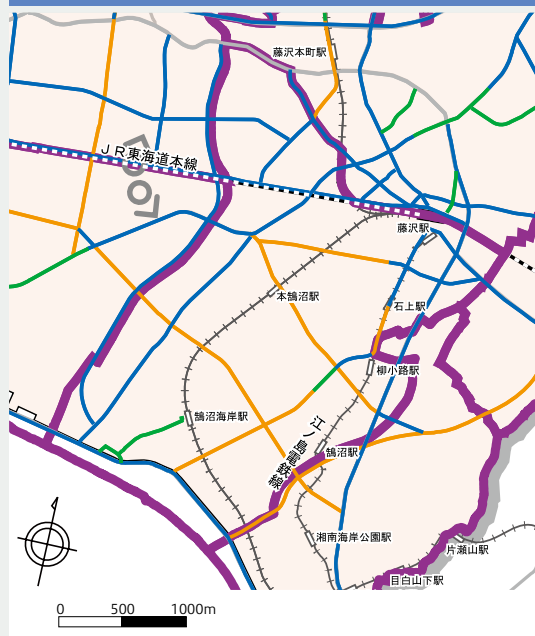 藤沢本町駅
ＪＲ東海道本線
藤沢駅
本鵠沼駅
石上駅
柳小路駅
鵠沼海岸駅
江ノ島電鉄線
鵠沼駅
湘南海岸公園駅
片瀬山駅
目白山下駅
0 500 1000m